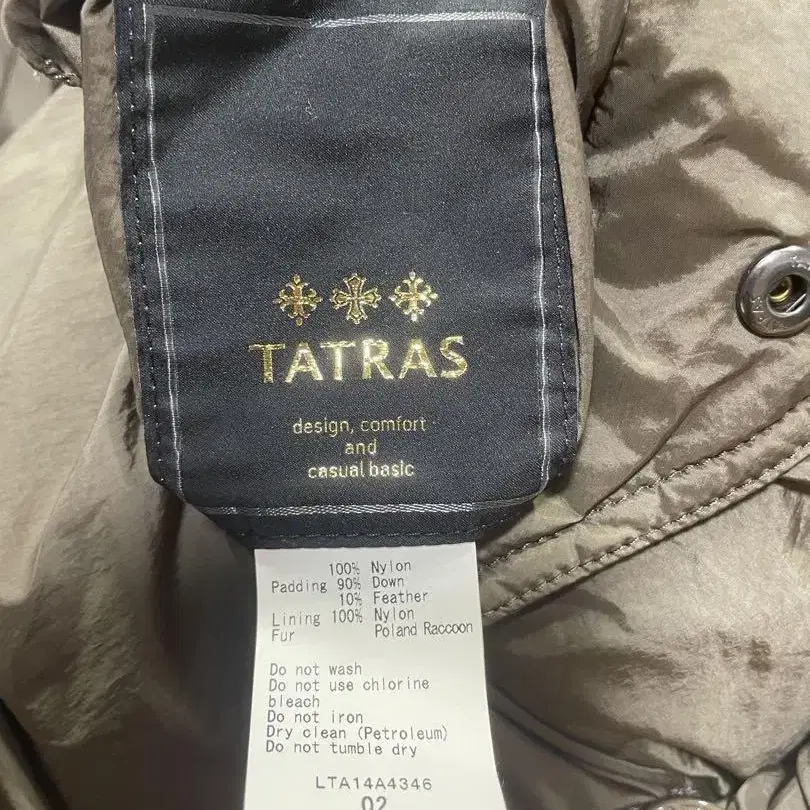 TATRAS
design, comfort
and
casual basic
100% Nylon
Padding 90% Down
10% Feather
Lining 100% Nylon
Fur Poland Raccoon
Do not wash
Do not use chlorine
bleach
Do not iron
Dry clean (Petroleum)
Do not tumble dry
LTA14A4346
02